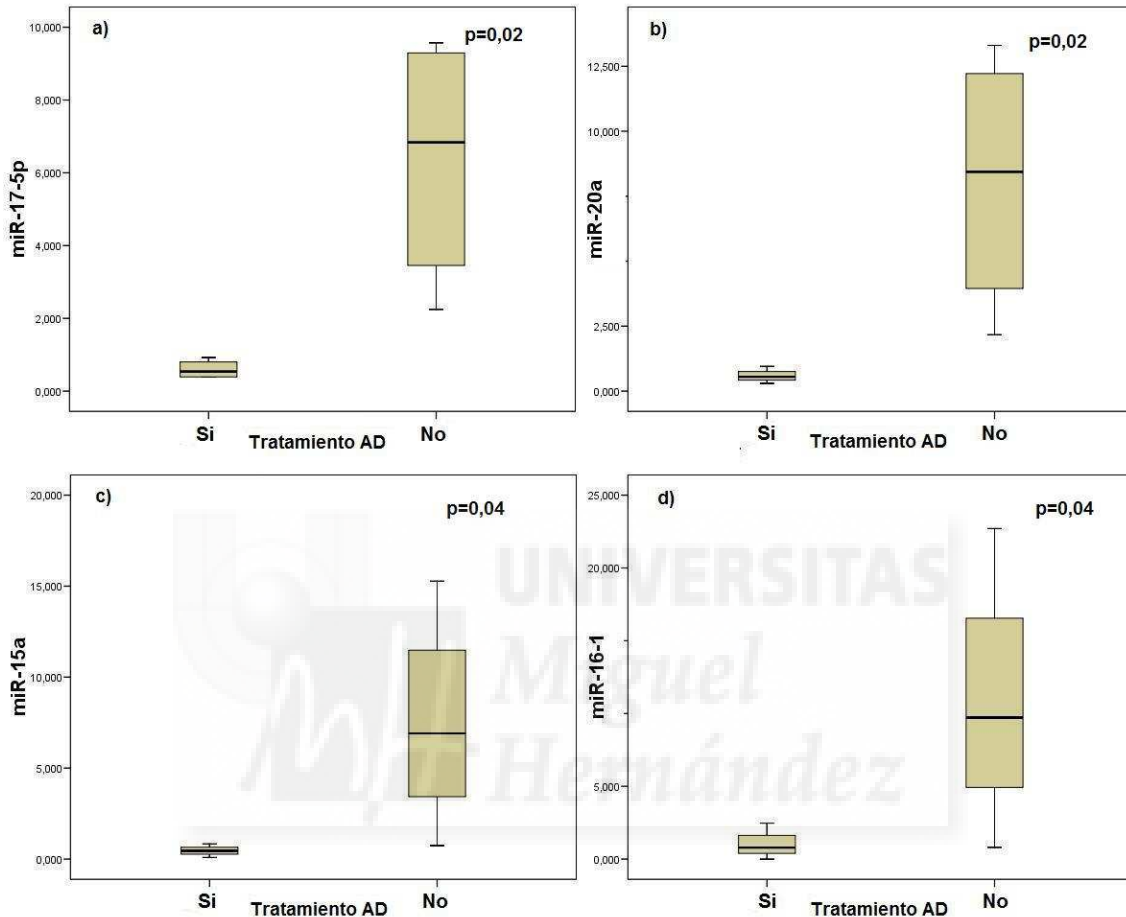 a)
p=0,02
10,000
8,000
6,000
4,000
2,000
0,000
miR-17-5p
Si
No
Tratamiento AD
b)
p=0,02
12,500
10,000
2,500
0,000
miR-20a
Si
No
Tratamiento AD
c)
p=0,04
20,000
15,000
10,000
5,000
0,000
miR-15a
Si
No
Tratamiento AD
d)
p=0,04
25,000
20,000
5,000
0,000
miR-16-1
Si
No
Tratamiento AD
UNIVERSITAS
Miguel
Hernández